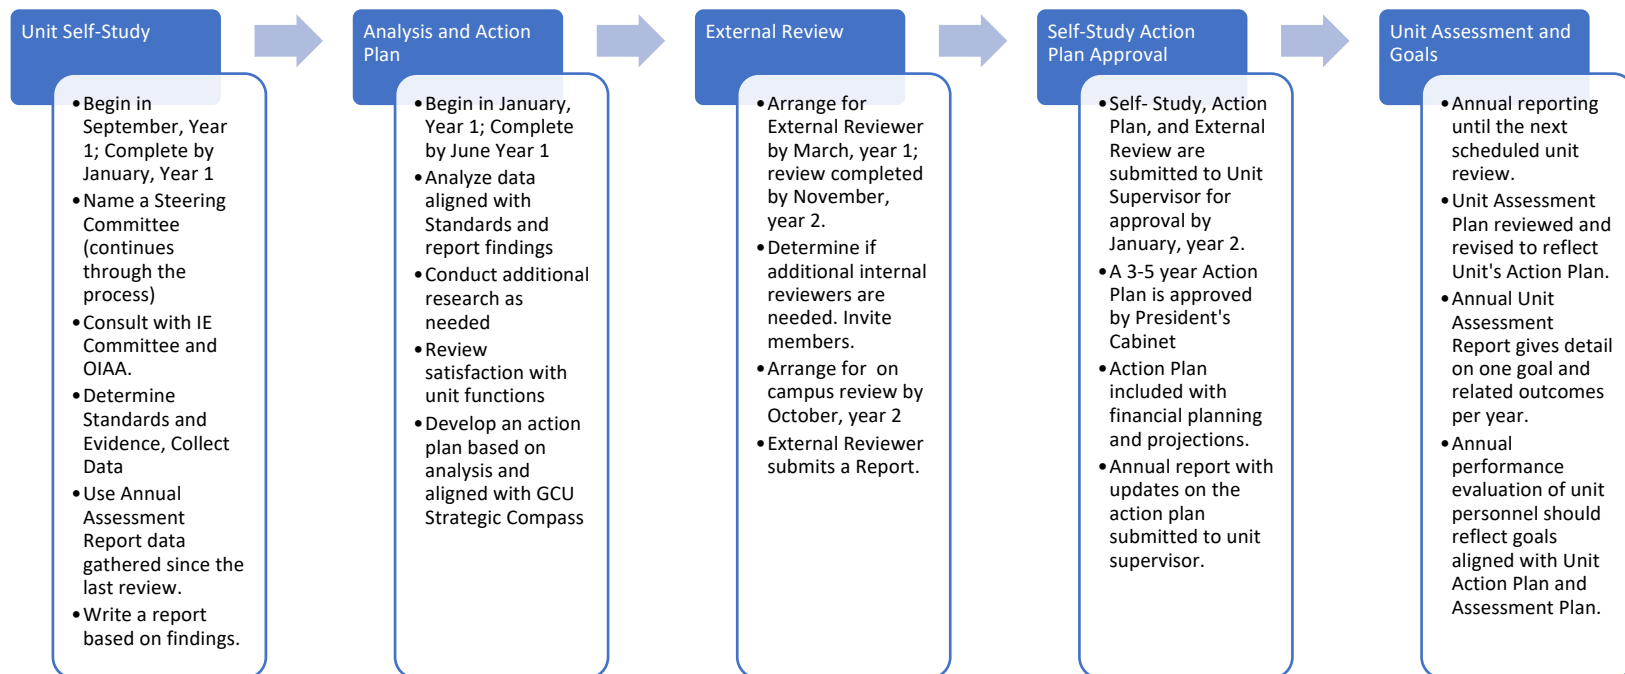 Unit Self-Study
•Begin in
September, Year
1; Complete by
January, Year 1
•Name a Steering
Committee
(continues
through the
process)
•Consult with IE
Committee and
OIAA.
•Determine
Standards and
Evidence, Collect
Data
•Use Annual
Assessment
Report data
gathered since the
last review.
•Write a report
based on findings.
Analysis and Action
Plan
•Begin in January,
Year 1; Complete
by June Year 1
•Analyze data
aligned with
Standards and
report findings
•Conduct additional
research as
needed
•Review
satisfaction with
unit functions
•Develop an action
plan based on
analysis and
aligned with GCU
Strategic Compass
External Review
•Arrange for
External Reviewer
by March, year 1;
review completed
by November,
year 2.
•Determine if
additional internal
reviewers are
needed. Invite
members.
•Arrange for on
campus review by
October, year 2
•External Reviewer
submits a Report.
Self-Study Action
Plan Approval
•Self- Study, Action
Plan, and External
Review are
submitted to Unit
Supervisor for
approval by
January, year 2.
•A 3-5 year Action
Plan is approved
by President's
Cabinet
•Action Plan
included with
financial planning
and projections.
•Annual report with
updates on the
action plan
submitted to unit
supervisor.
Unit Assessment and
Goals
•Annual reporting
until the next
scheduled unit
review.
•Unit Assessment
Plan reviewed and
revised to reflect
Unit's Action Plan.
•Annual Unit
Assessment
Report gives detail
on one goal and
related outcomes
per year.
•Annual
performance
evaluation of unit
personnel should
reflect goals
aligned with Unit
Action Plan and
Assessment Plan.